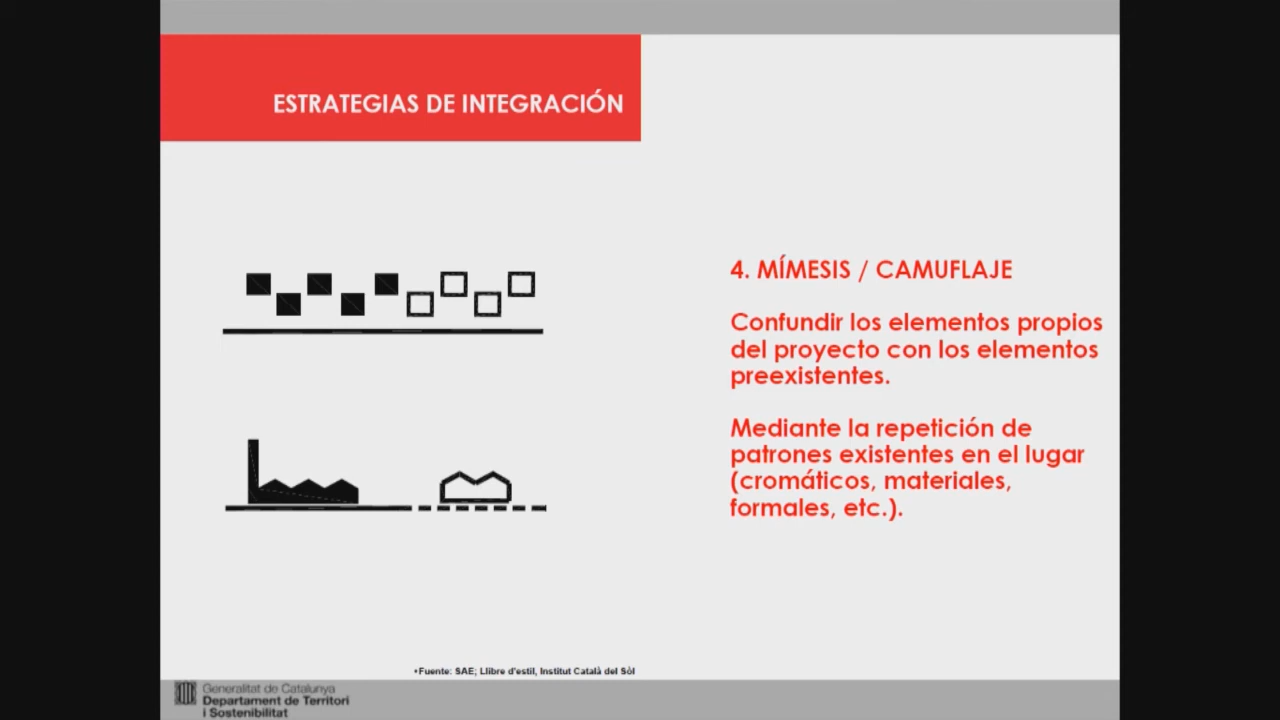 ESTRATEGIAS DE INTEGRACIÓN
4. MÍMESIS / CAMUFLAJE
Confundir los elementos propios
del proyecto con los elementos
preexistentes.
Mediante la repetición de
patrones existentes en el lugar
(cromáticos, materiales,
formales, etc.).
•Fuente: SAE; Llibre d'estil, Institut Català del Sòl
Generalitat de Catalunya
Departament de Territori
i Sostenibilitat